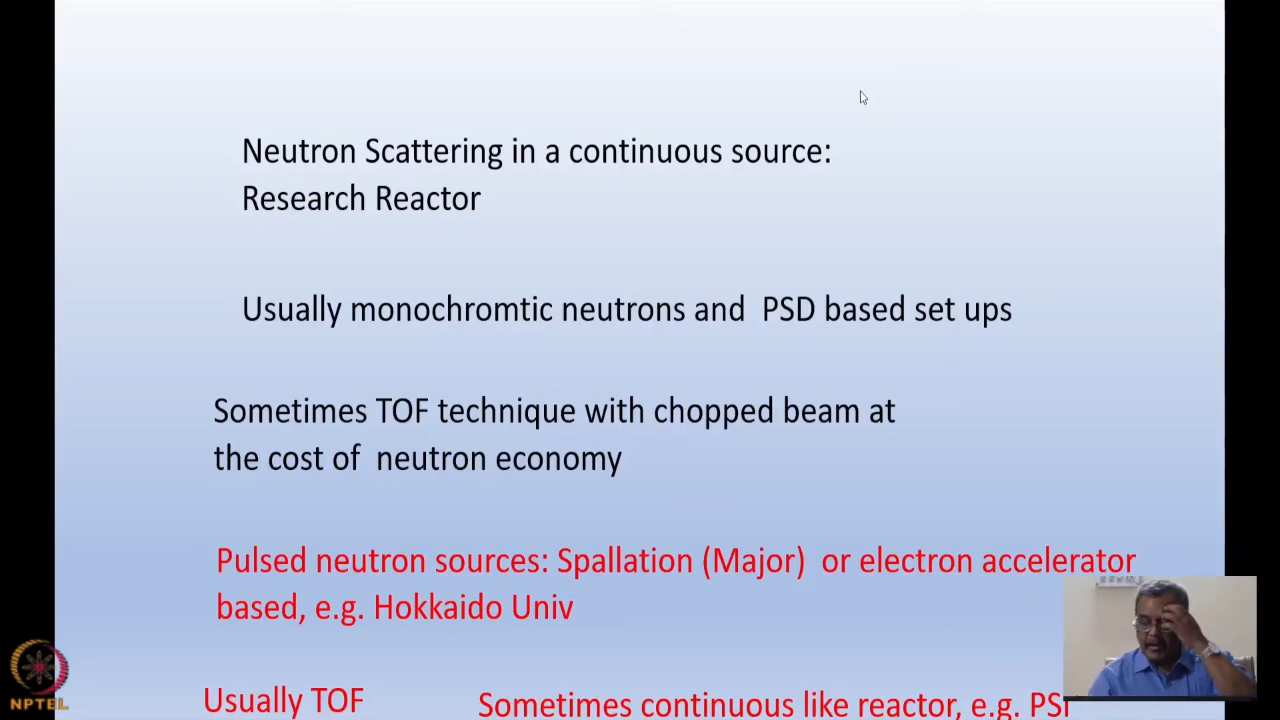 Neutron Scattering in a continuous source:
Research Reactor
Usually monochromtic neutrons and PSD based set ups
Sometimes TOF technique with chopped beam at
the cost of neutron economy
Pulsed neutron sources: Spallation (Major) or electron accelerator
based, e.g. Hokkaido Univ
Usually TOF
Sometimes continuous like reactor, e.g. PSI
NPTEL